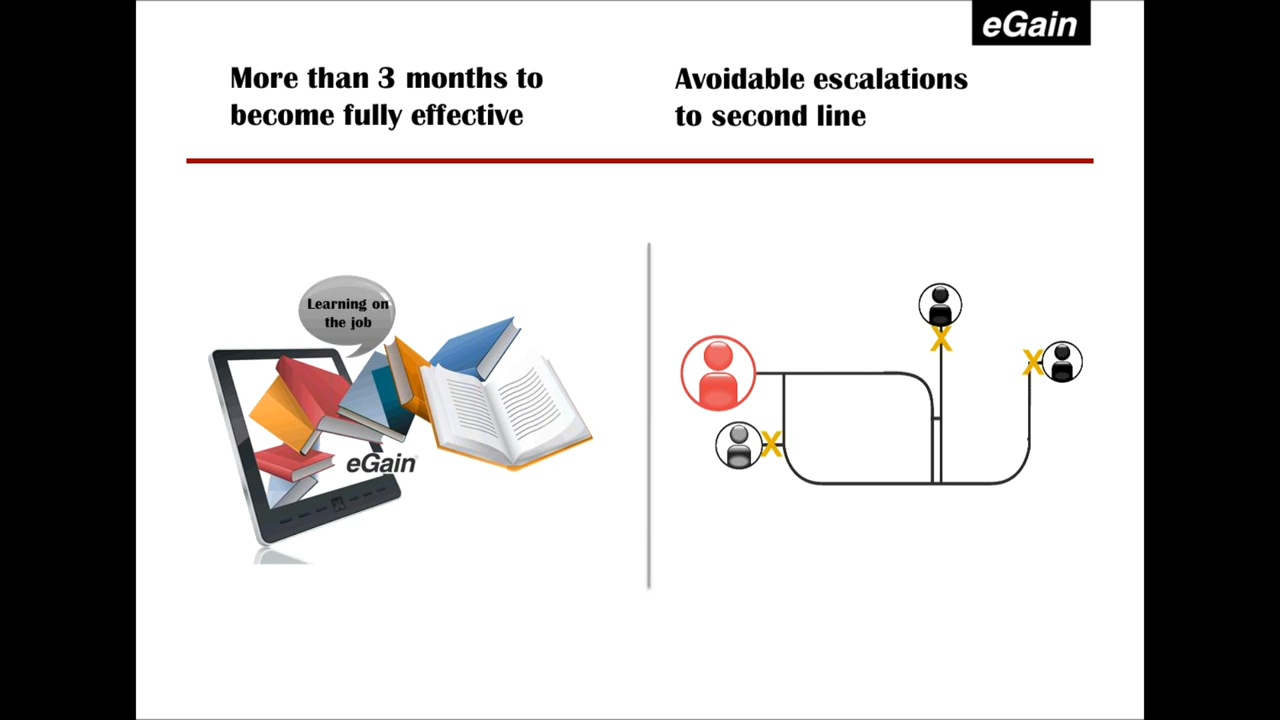 eGain
More than 3 months to
become fully effective
Avoidable escalations
to second line
Learning on
the job
eGain
X
X
X